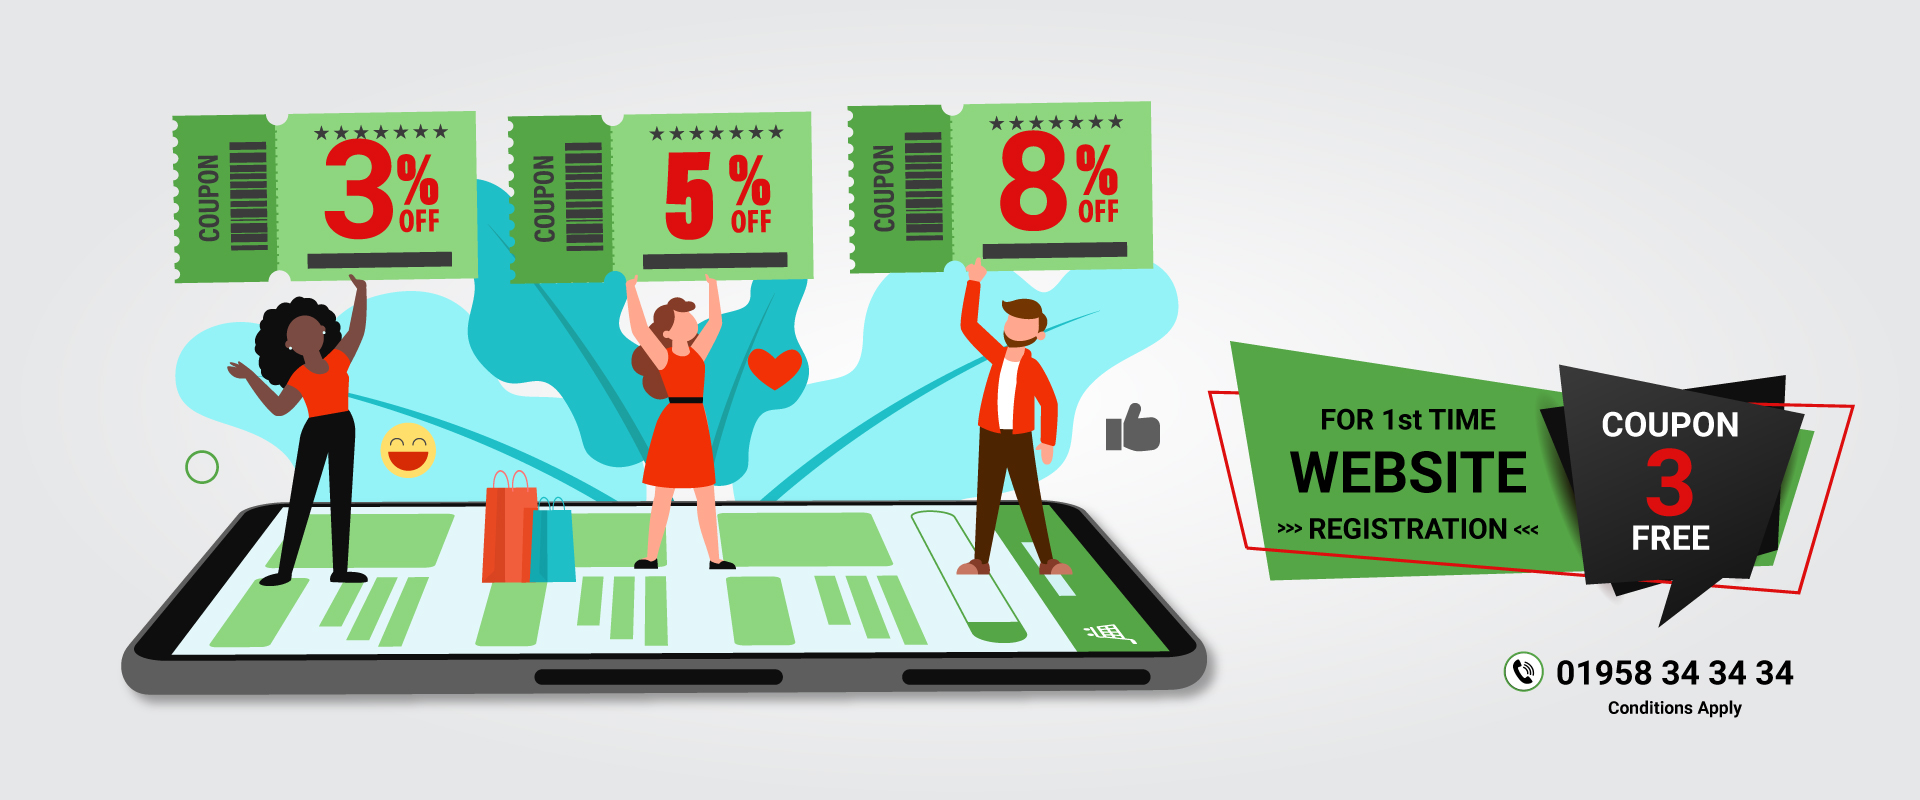 COUPON
3% OFF
COUPON
5% OFF
COUPON
8% OFF
FOR 1st TIME
WEBSITE
>>> REGISTRATION <<<
COUPON
3
FREE
01958 34 34 34
Conditions Apply